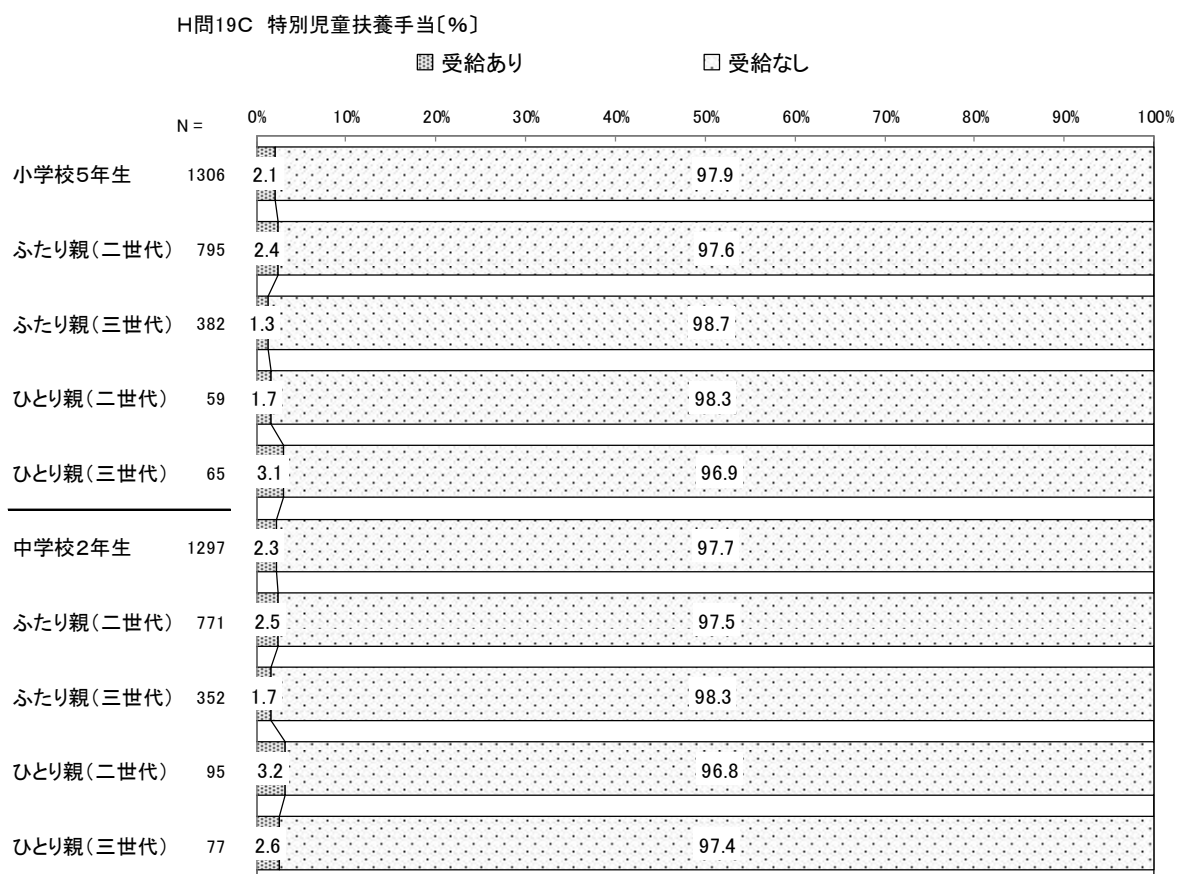 H問19C 特別児童扶養手当〔%〕
受給あり 受給なし
N = 0% 10% 20% 30% 40% 50% 60% 70% 80% 90% 100%
小学校5年生 1306 2.1 97.9
ふたり親(二世代) 795 2.4 97.6
ふたり親(三世代) 382 1.3 98.7
ひとり親(二世代) 59 1.7 98.3
ひとり親(三世代) 65 3.1 96.9
中学校2年生 1297 2.3 97.7
ふたり親(二世代) 771 2.5 97.5
ふたり親(三世代) 352 1.7 98.3
ひとり親(二世代) 95 3.2 96.8
ひとり親(三世代) 77 2.6 97.4